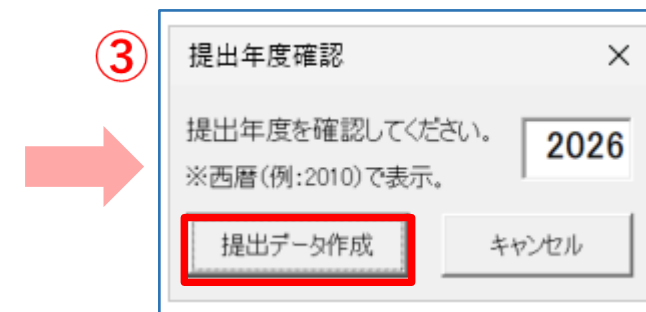 ③
提出年度確認
提出年度を確認してください。
2026
※西暦(例:2010)で表示。
提出データ作成
キャンセル